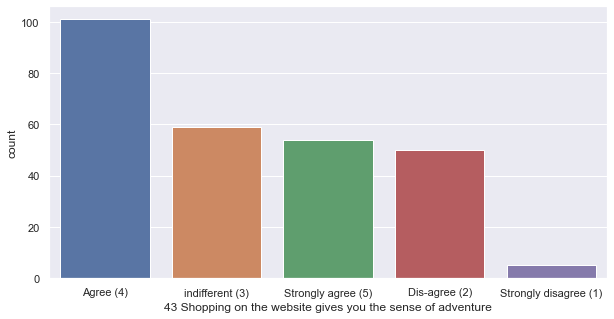 100
80
60
40
20
0
count
Agree (4)
indifferent (3)
Strongly agree (5)
Dis-agree (2)
Strongly disagree (1)
43 Shopping on the website gives you the sense of adventure